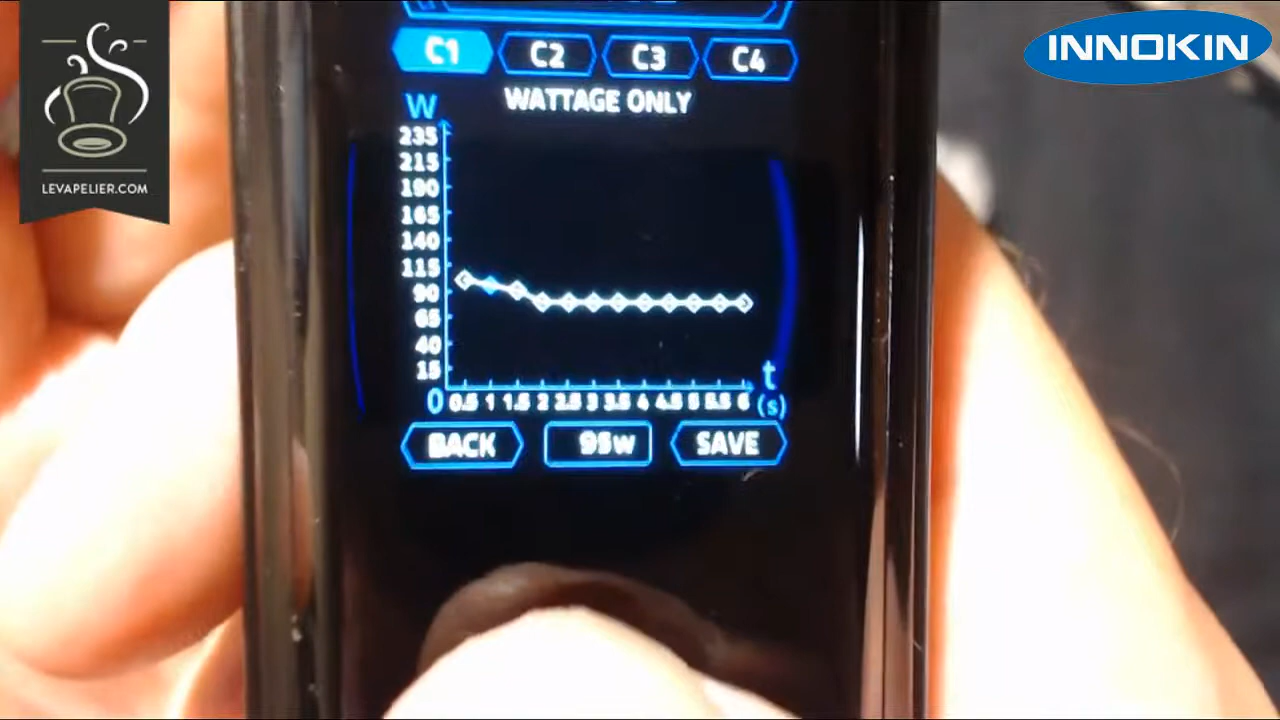 INNOKIN
LEVAPELIER.COM
C1 C2 C3 C4
W
WATTAGE ONLY
235
215
190
165
140
115
90
65
40
15
t
0 0.5 1 1.5 2 2.5 3 3.5 4 4.5 5 5.5 6 (s)
BACK 95w SAVE